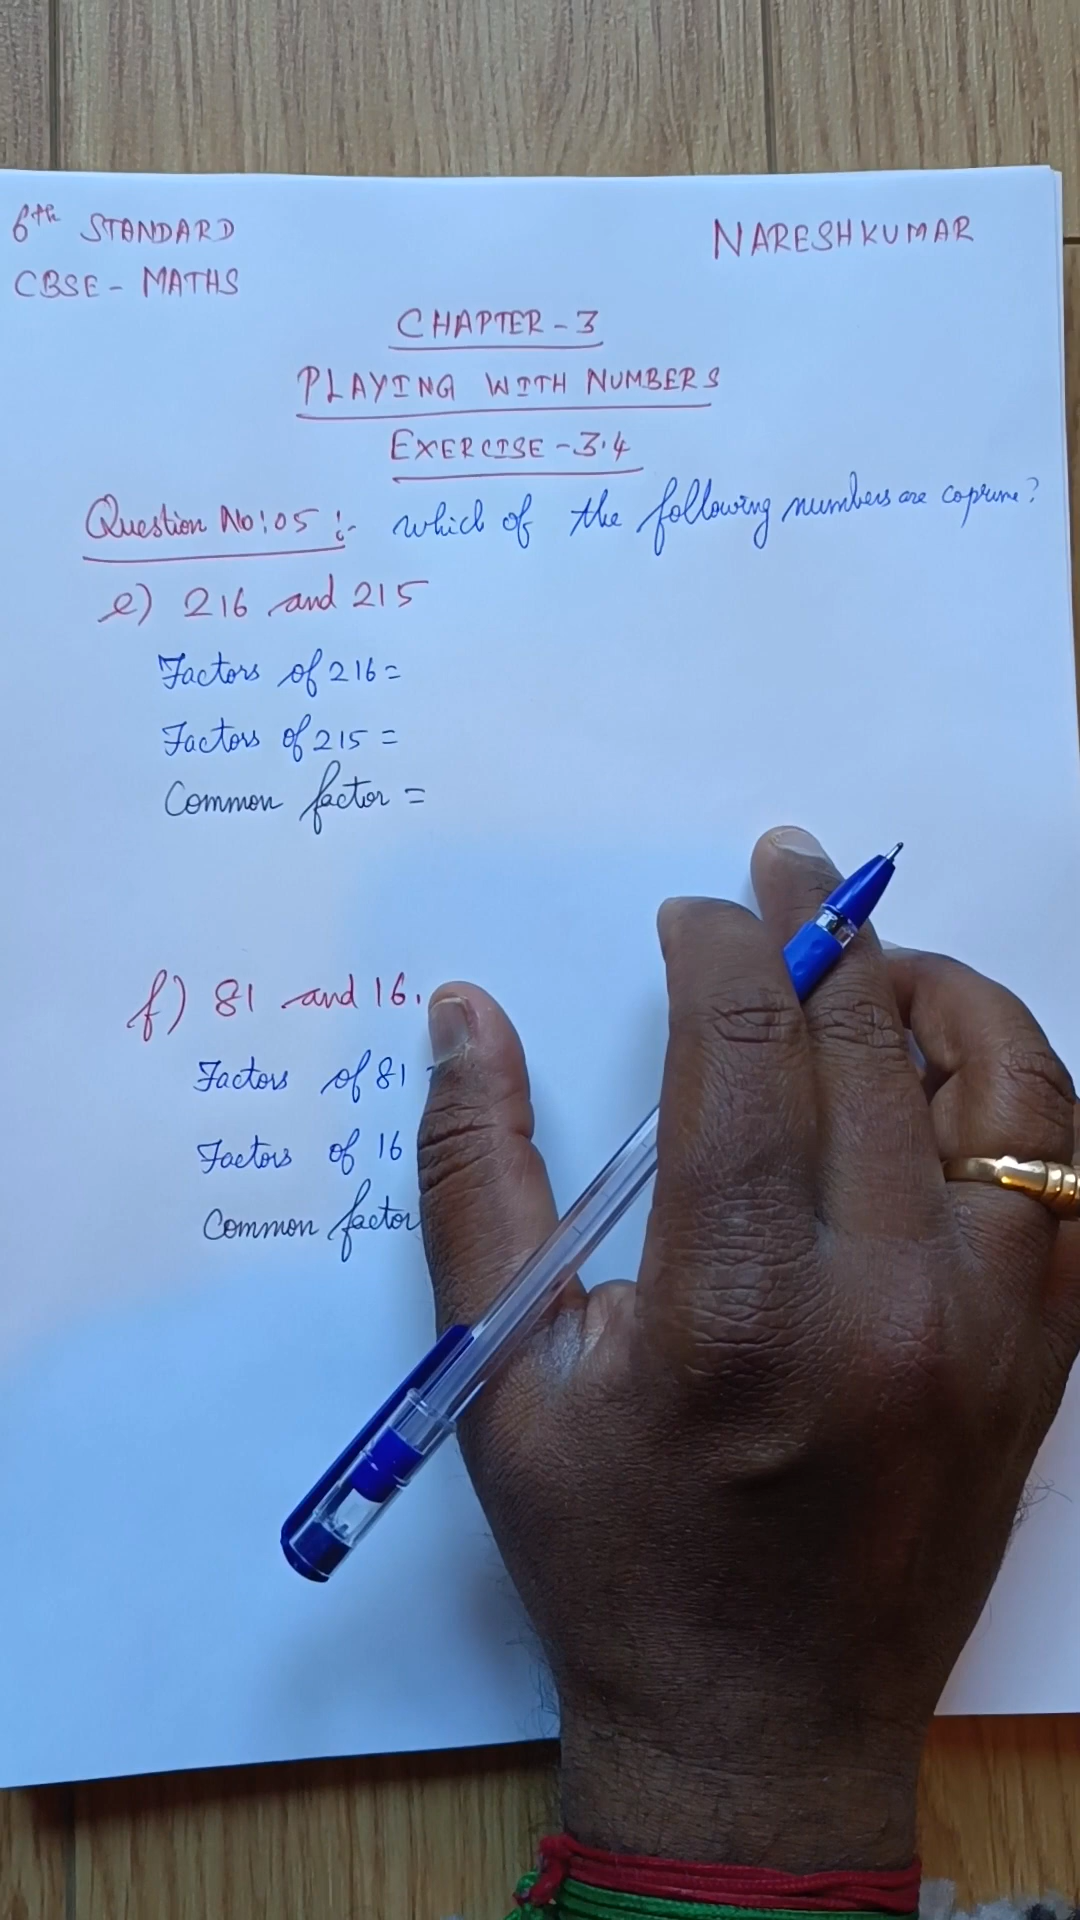 6th STANDARD
NARESHKUMAR
CBSE - MATHS
CHAPTER - 3
PLAYING WITH NUMBERS
EXERCISE - 3.4
Question No:05 :- which of the following numbers are coprime?
e) 216 and 215
Factors of 216 =
Factors of 215 =
Common factor =
f) 81 and 16.
Factors of 81
Factors of 16
Common factor